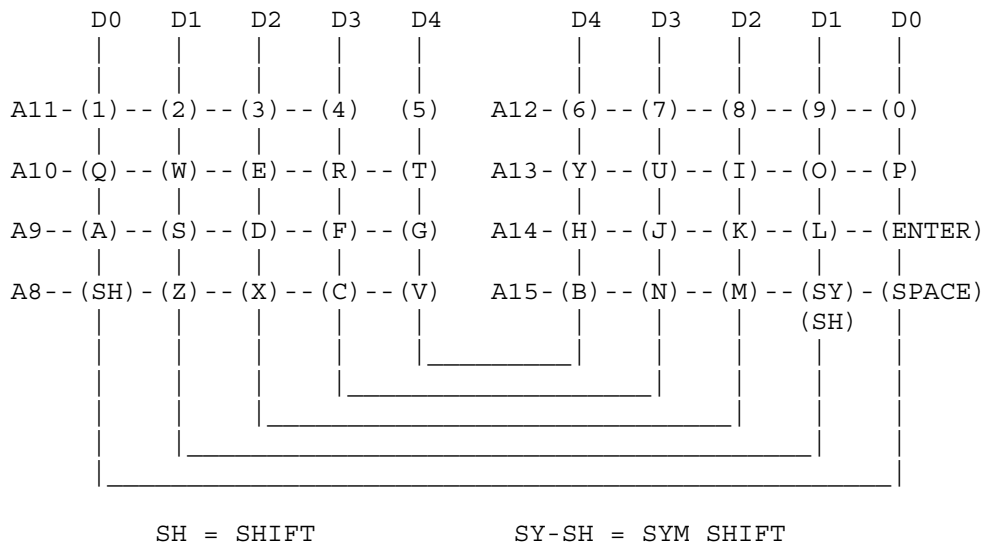 D0 D1 D2 D3 D4 D4 D3 D2 D1 D0
A11-(1)--(2)--(3)--(4) (5) A12-(6)--(7)--(8)--(9)--(0)
A10-(Q)--(W)--(E)--(R)--(T) A13-(Y)--(U)--(I)--(O)--(P)
A9--(A)--(S)--(D)--(F)--(G) A14-(H)--(J)--(K)--(L)--(ENTER)
A8--(SH)-(Z)--(X)--(C)--(V) A15-(B)--(N)--(M)--(SY)-(SPACE)
(SH)
SH = SHIFT SY-SH = SYM SHIFT